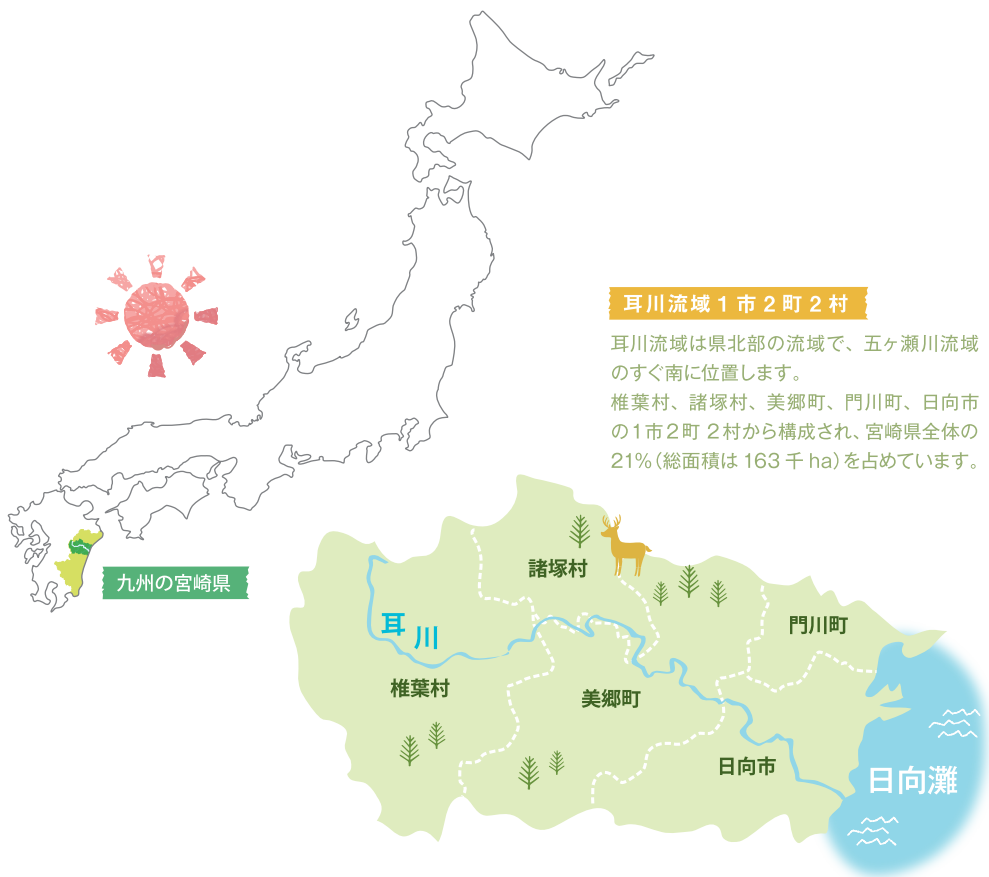 耳川流域1市2町2村
耳川流域は県北部の流域で、五ヶ瀬川流域
のすぐ南に位置します。
椎葉村、諸塚村、美郷町、門川町、日向市
の1市2町2村から構成され、宮崎県全体の
21%(総面積は163千ha)を占めています。
九州の宮崎県
諸塚村
耳川
門川町
椎葉村
美郷町
日向市
日向灘